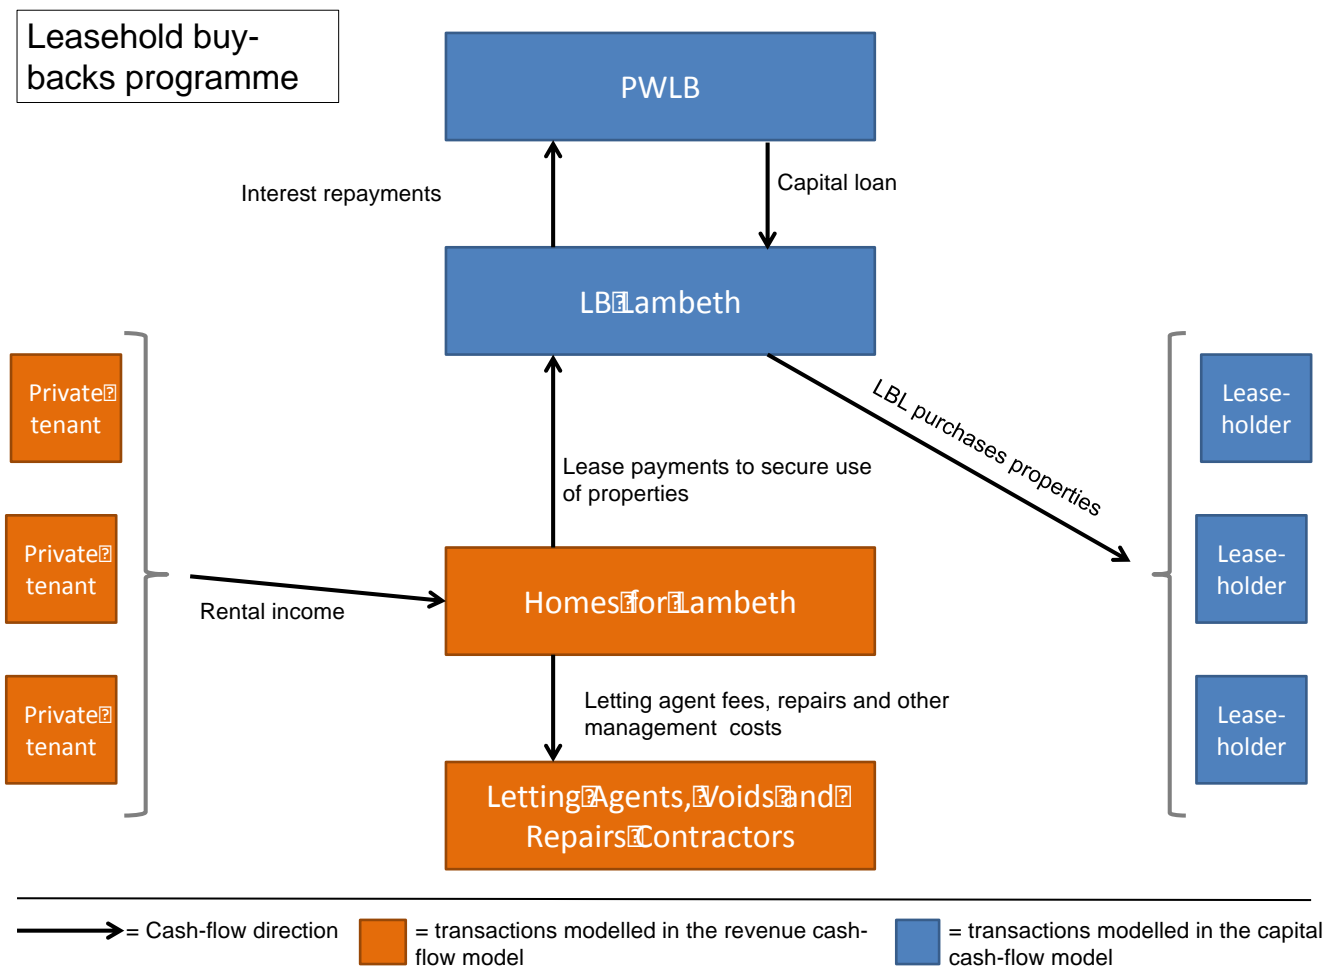 Leasehold buy-
backs programme
PWLB
Interest repayments
Capital loan
LB Lambeth
Private
tenant
LBL purchases properties
Lease-
holder
Lease payments to secure use
of properties
Private
tenant
Lease-
holder
Homes for Lambeth
Rental income
Private
tenant
Letting agent fees, repairs and other
management costs
Lease-
holder
Letting Agents, Voids and
Repairs Contractors
= Cash-flow direction
= transactions modelled in the revenue cash-
flow model
= transactions modelled in the capital
cash-flow model